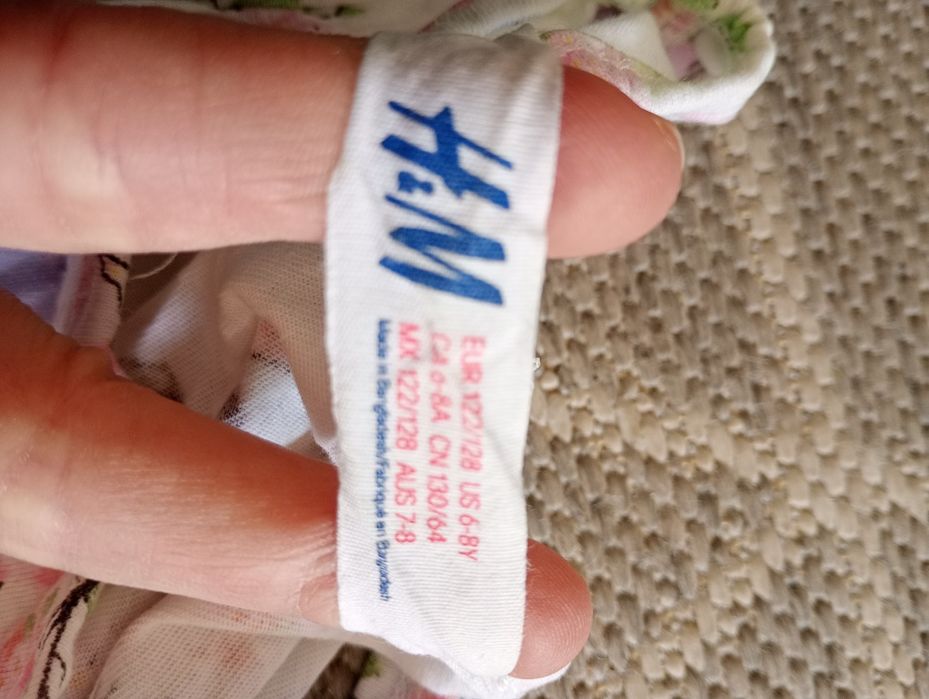 H&M
EUR 122/128 US 6-8Y
CA 6-8A CN 130/64
MX 122/128 AUS 7-8
Made in Bangladesh/Fabriqué en Bangladesh